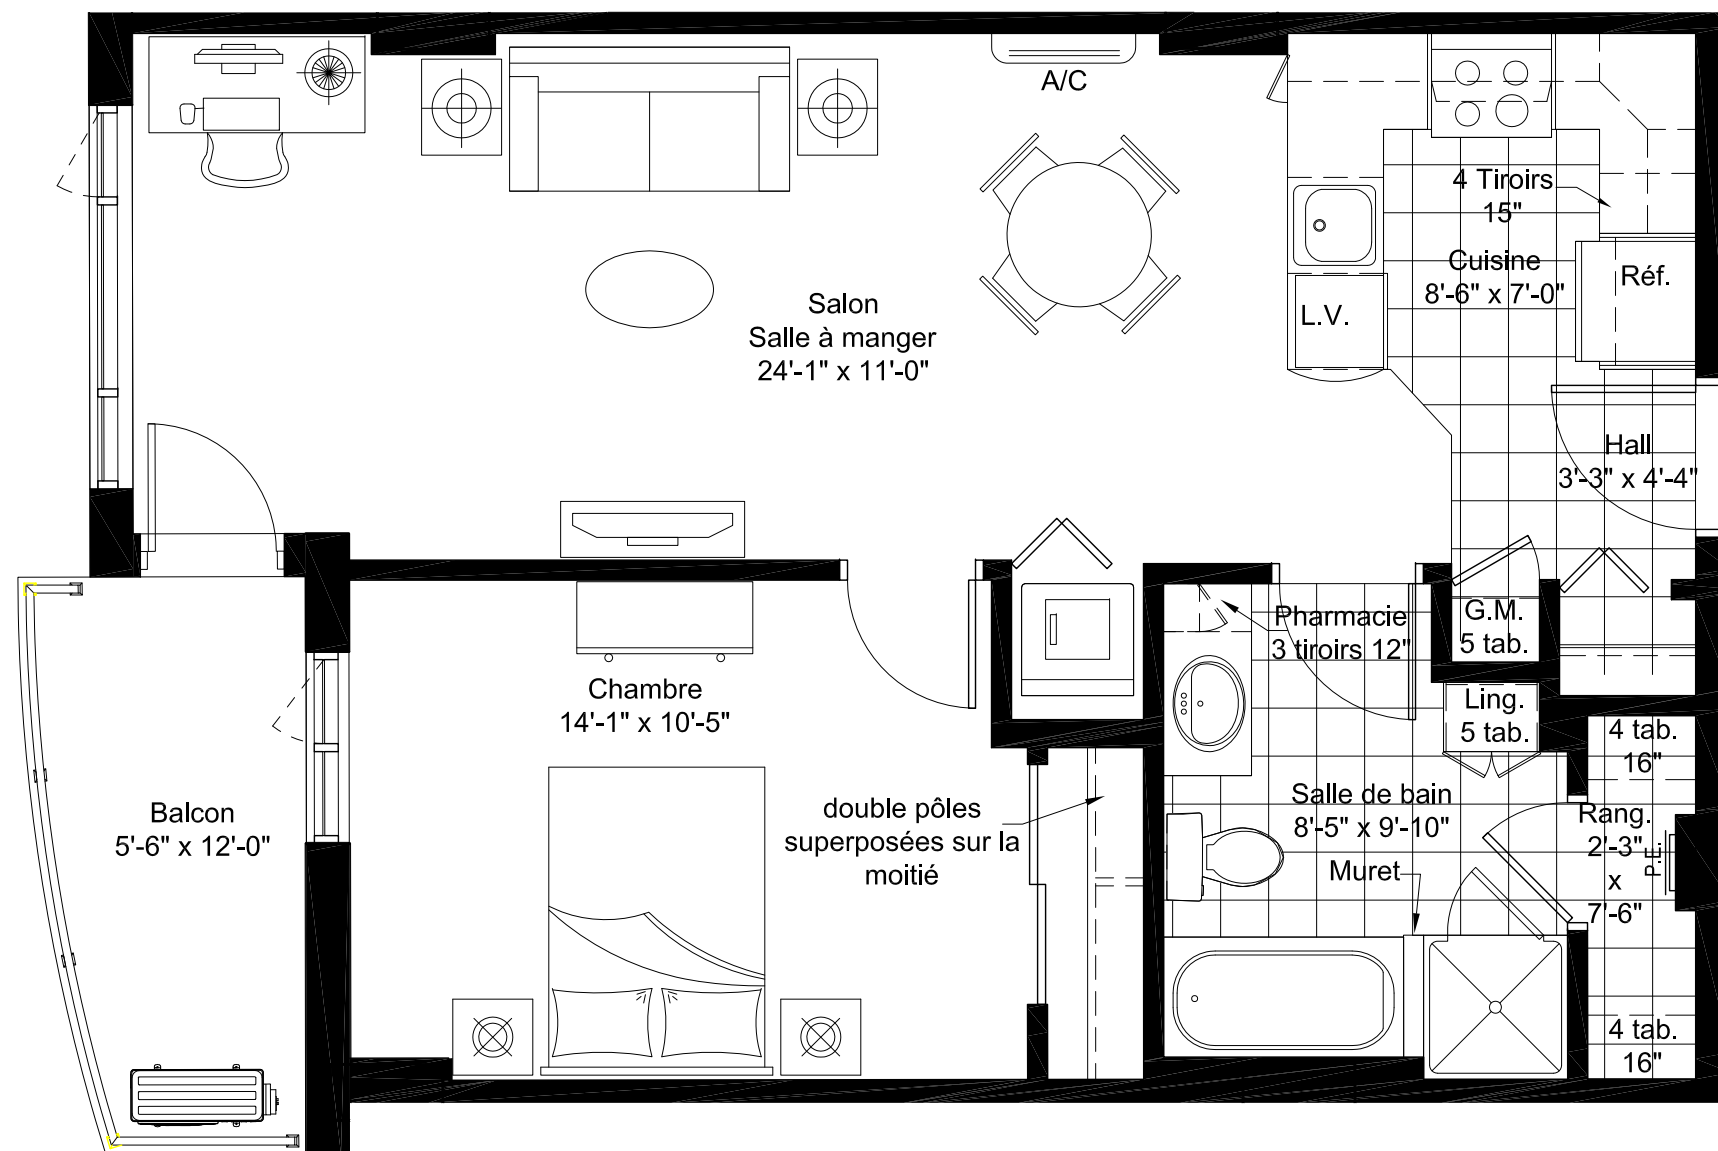 A/C
4 Tiroirs
15"
Cuisine
8'-6" x 7'-0"
Réf.
L.V.
Salon
Salle à manger
24'-1" x 11'-0"
Hall
3'-3" x 4'-4"
Pharmacie
3 tiroirs 12"
G.M.
5 tab.
Ling.
5 tab.
Chambre
14'-1" x 10'-5"
4 tab.
16"
Balcon
5'-6" x 12'-0"
double pôles
superposées sur la
moitié
Salle de bain
8'-5" x 9'-10"
Muret
Rang.
2'-3"
x
7'-6"
P.E.
4 tab.
16"